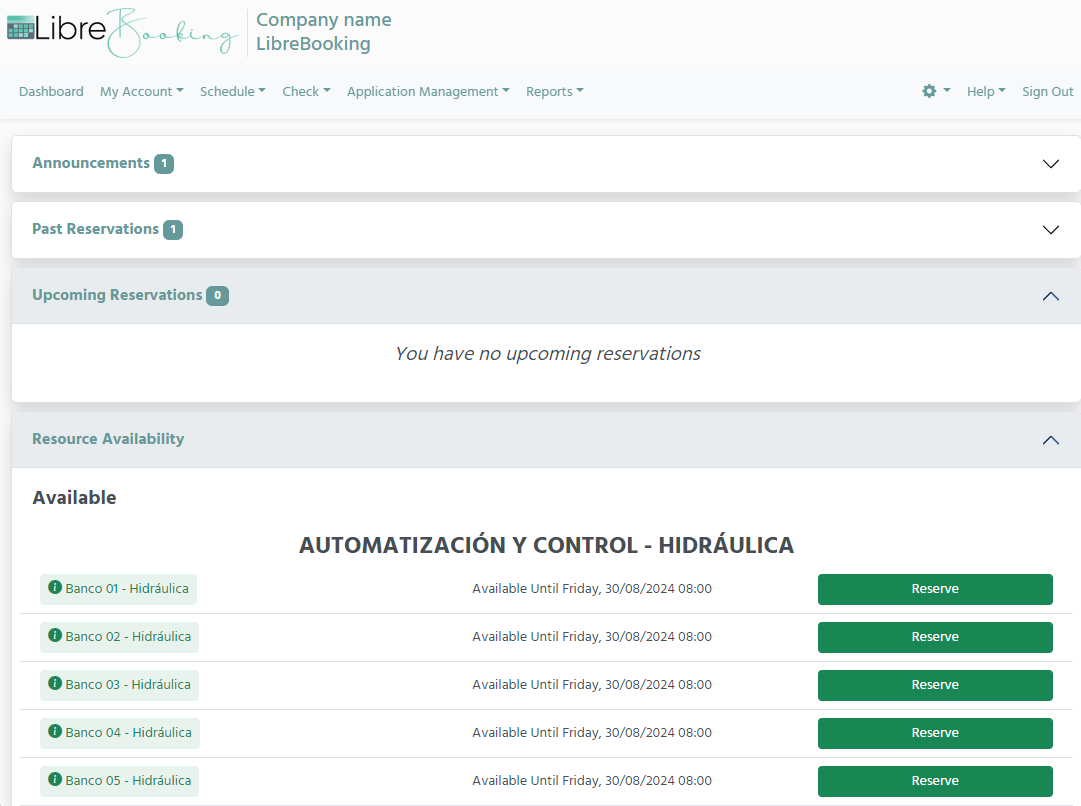 LibreBooking
Company name
LibreBooking
Dashboard My Account Schedule Check Application Management Reports Help Sign Out
Announcements 1
Past Reservations 1
Upcoming Reservations 0
You have no upcoming reservations
Resource Availability
Available
AUTOMATIZACIÓN Y CONTROL - HIDRÁULICA
Banco 01 - Hidráulica Available Until Friday, 30/08/2024 08:00 Reserve
Banco 02 - Hidráulica Available Until Friday, 30/08/2024 08:00 Reserve
Banco 03 - Hidráulica Available Until Friday, 30/08/2024 08:00 Reserve
Banco 04 - Hidráulica Available Until Friday, 30/08/2024 08:00 Reserve
Banco 05 - Hidráulica Available Until Friday, 30/08/2024 08:00 Reserve